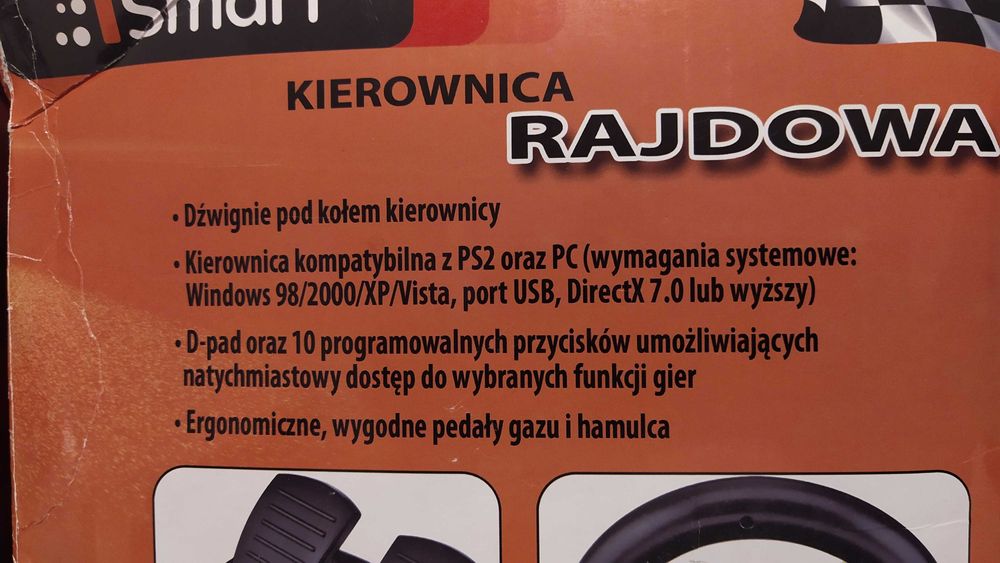 Smart
KIEROWNICA
RAJDOWA
• Dźwignie pod kołem kierownicy
• Kierownica kompatybilna z PS2 oraz PC (wymagania systemowe:
Windows 98/2000/XP/Vista, port USB, DirectX 7.0 lub wyższy)
• D-pad oraz 10 programowalnych przycisków umożliwiających
natychmiastowy dostęp do wybranych funkcji gier
• Ergonomiczne, wygodne pedały gazu i hamulca